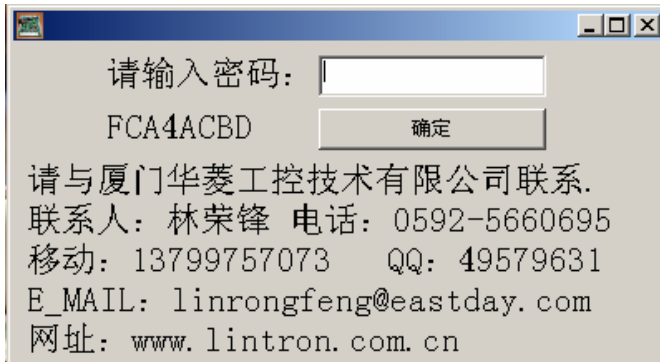 请输入密码：
FCA4ACBD 确定
请与厦门华菱工控技术有限公司联系.
联系人：林荣锋 电话：0592-5660695
移动：13799757073 QQ：49579631
E_MAIL：linrongfeng@eastday.com
网址：www.lintron.com.cn